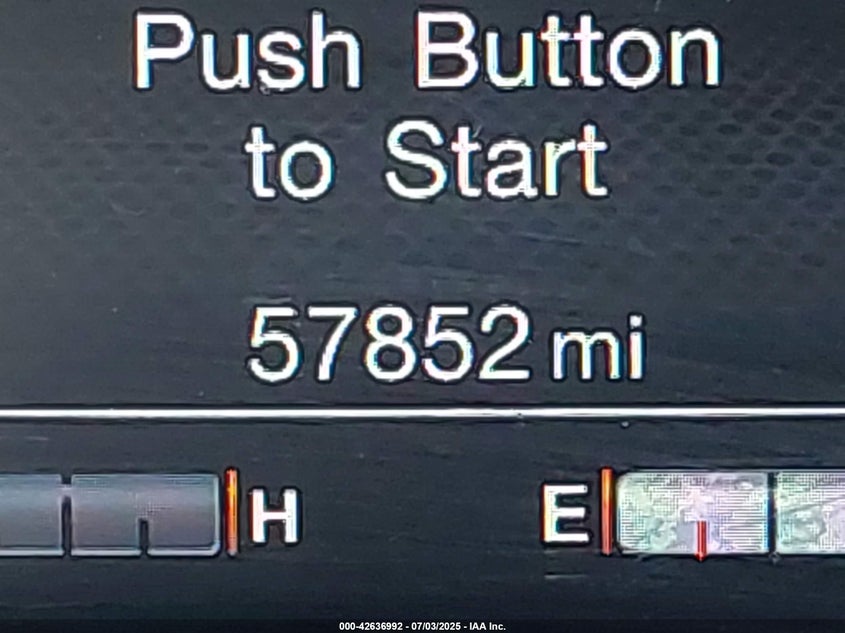 Push Button
to Start
57852 mi
H E
000-42636992 - 07/03/2025 - IAA Inc.